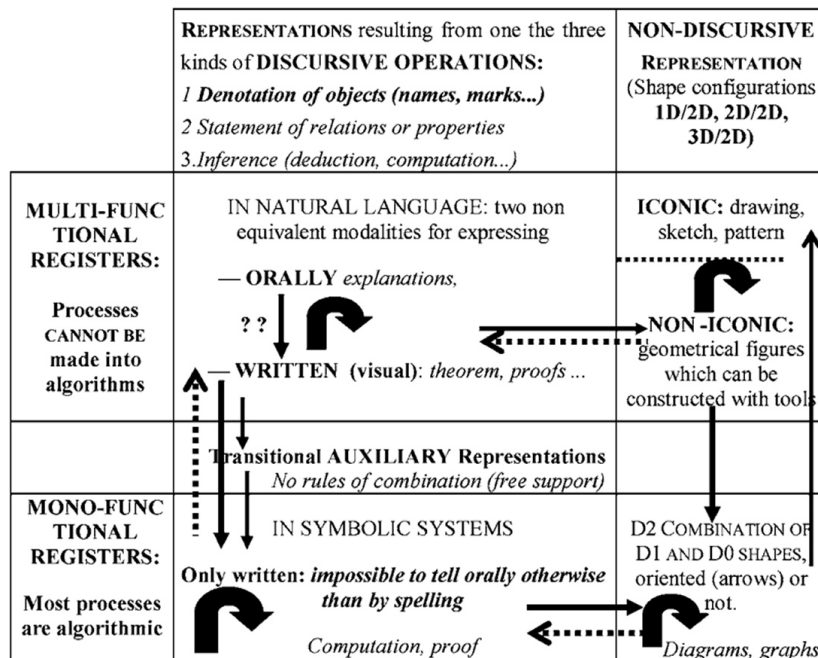 REPRESENTATIONS resulting from one the three
kinds of DISCURSIVE OPERATIONS:
1 Denotation of objects (names, marks...)
2 Statement of relations or properties
3.Inference (deduction, computation...)
NON-DISCURSIVE
REPRESENTATION
(Shape configurations
1D/2D, 2D/2D,
3D/2D)
MULTI-FUNC
TIONAL
REGISTERS:
Processes
CANNOT BE
made into
algorithms
IN NATURAL LANGUAGE: two non
equivalent modalities for expressing
— ORALLY explanations,
? ?
— WRITTEN (visual): theorem, proofs ...
ICONIC: drawing,
sketch, pattern
NON -ICONIC:
geometrical figures
which can be
constructed with tools
Transitional AUXILIARY Representations
No rules of combination (free support)
MONO-FUNC
TIONAL
REGISTERS:
Most processes
are algorithmic
IN SYMBOLIC SYSTEMS
Only written: impossible to tell orally otherwise
than by spelling
Computation, proof
D2 COMBINATION OF
D1 AND D0 SHAPES,
oriented (arrows) or
not.
Diagrams, graphs